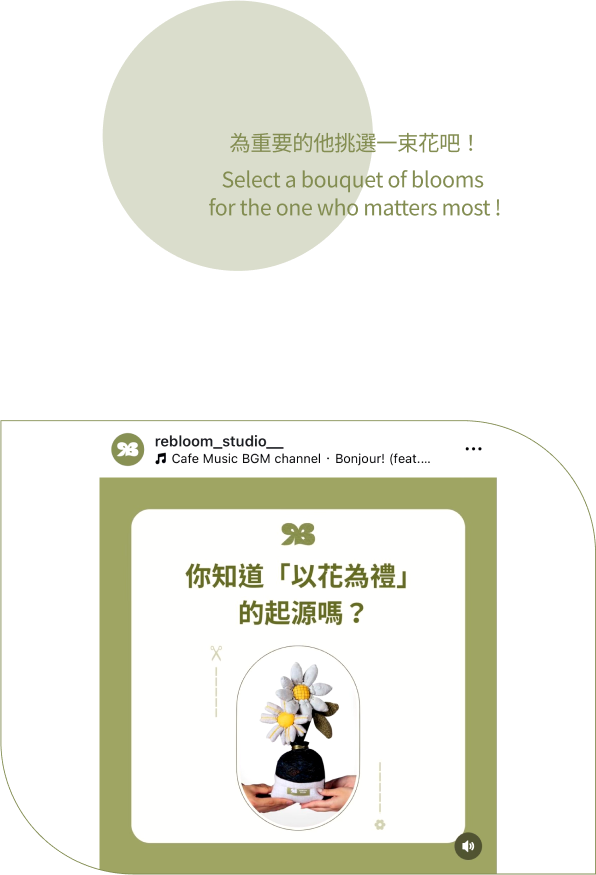 為重要的他挑選一束花吧！
Select a bouquet of blooms
for the one who matters most !
rebloom_studio__
Cafe Music BGM channel · Bonjour! (feat....
你知道「以花為禮」
的起源嗎？